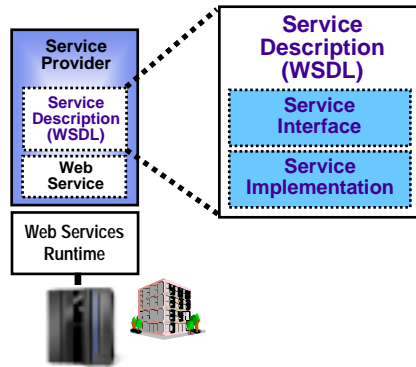 Service
Provider
Service
Description
(WSDL)
Web
Service
Web Services
Runtime
Service
Description
(WSDL)
Service
Interface
Service
Implementation